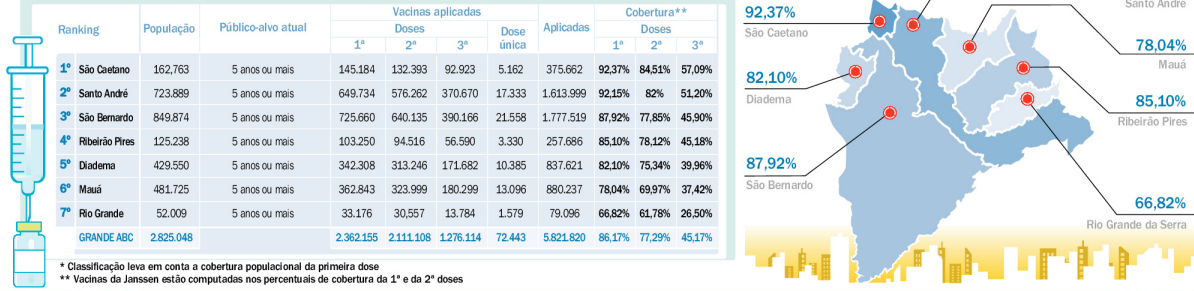 Vacinas aplicadas Cobertura**
Ranking População Público-alvo atual Doses Dose única Aplicadas Doses
1ª 2ª 3ª 1ª 2ª 3ª
1º São Caetano 162,763 5 anos ou mais 145.184 132.393 92.923 5.162 375.662 92,37% 84,51% 57,09%
2º Santo André 723.889 5 anos ou mais 649.734 576.262 370.670 17.333 1.613.999 92,15% 82% 51,20%
3º São Bernardo 849.874 5 anos ou mais 725.660 640.135 390.166 21.558 1.777.519 87,92% 77,85% 45,90%
4º Ribeirão Pires 125.238 5 anos ou mais 103.250 94.516 56.590 3.330 257.686 85,10% 78,12% 45,18%
5º Diadema 429.550 5 anos ou mais 342.308 313.246 171.682 10.385 837.621 82,10% 75,34% 39,96%
6º Mauá 481.725 5 anos ou mais 362.843 323.999 180.299 13.096 880.237 78,04% 69,97% 37,42%
7º Rio Grande 52.009 5 anos ou mais 33.176 30,557 13.784 1.579 79.096 66,82% 61,78% 26,50%
GRANDE ABC 2.825.048 2.362.155 2.111.108 1.276.114 72.443 5.821.820 86,17% 77,29% 45,17%
* Classificação leva em conta a cobertura populacional da primeira dose
** Vacinas da Janssen estão computadas nos percentuais de cobertura da 1ª e da 2ª doses
92,37%
São Caetano
Santo André
78,04%
Mauá
82,10%
Diadema
85,10%
Ribeirão Pires
87,92%
São Bernardo
66,82%
Rio Grande da Serra